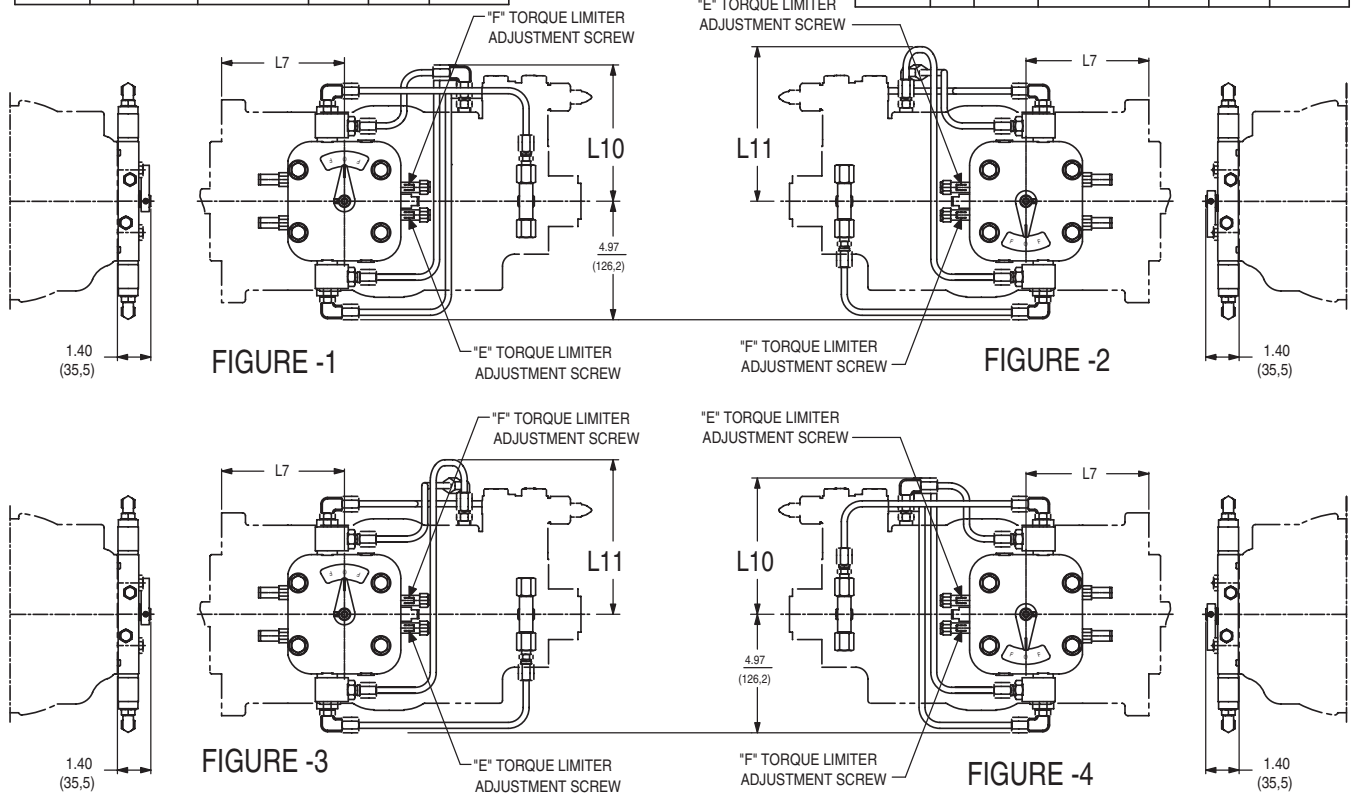 "F" TORQUE LIMITER
ADJUSTMENT SCREW
"E" TORQUE LIMITER
ADJUSTMENT SCREW
L7
L10
4.97
(126,2)
F O F
1.40
(35,5)
FIGURE -1
"E" TORQUE LIMITER
ADJUSTMENT SCREW
L7
L11
F O F
"F" TORQUE LIMITER
ADJUSTMENT SCREW
FIGURE -2
1.40
(35,5)
"F" TORQUE LIMITER
ADJUSTMENT SCREW
L7
L11
F O F
1.40
(35,5)
FIGURE -3
"E" TORQUE LIMITER
ADJUSTMENT SCREW
"E" TORQUE LIMITER
ADJUSTMENT SCREW
L7
L10
4.97
(126,2)
F O F
"F" TORQUE LIMITER
ADJUSTMENT SCREW
FIGURE -4
1.40
(35,5)